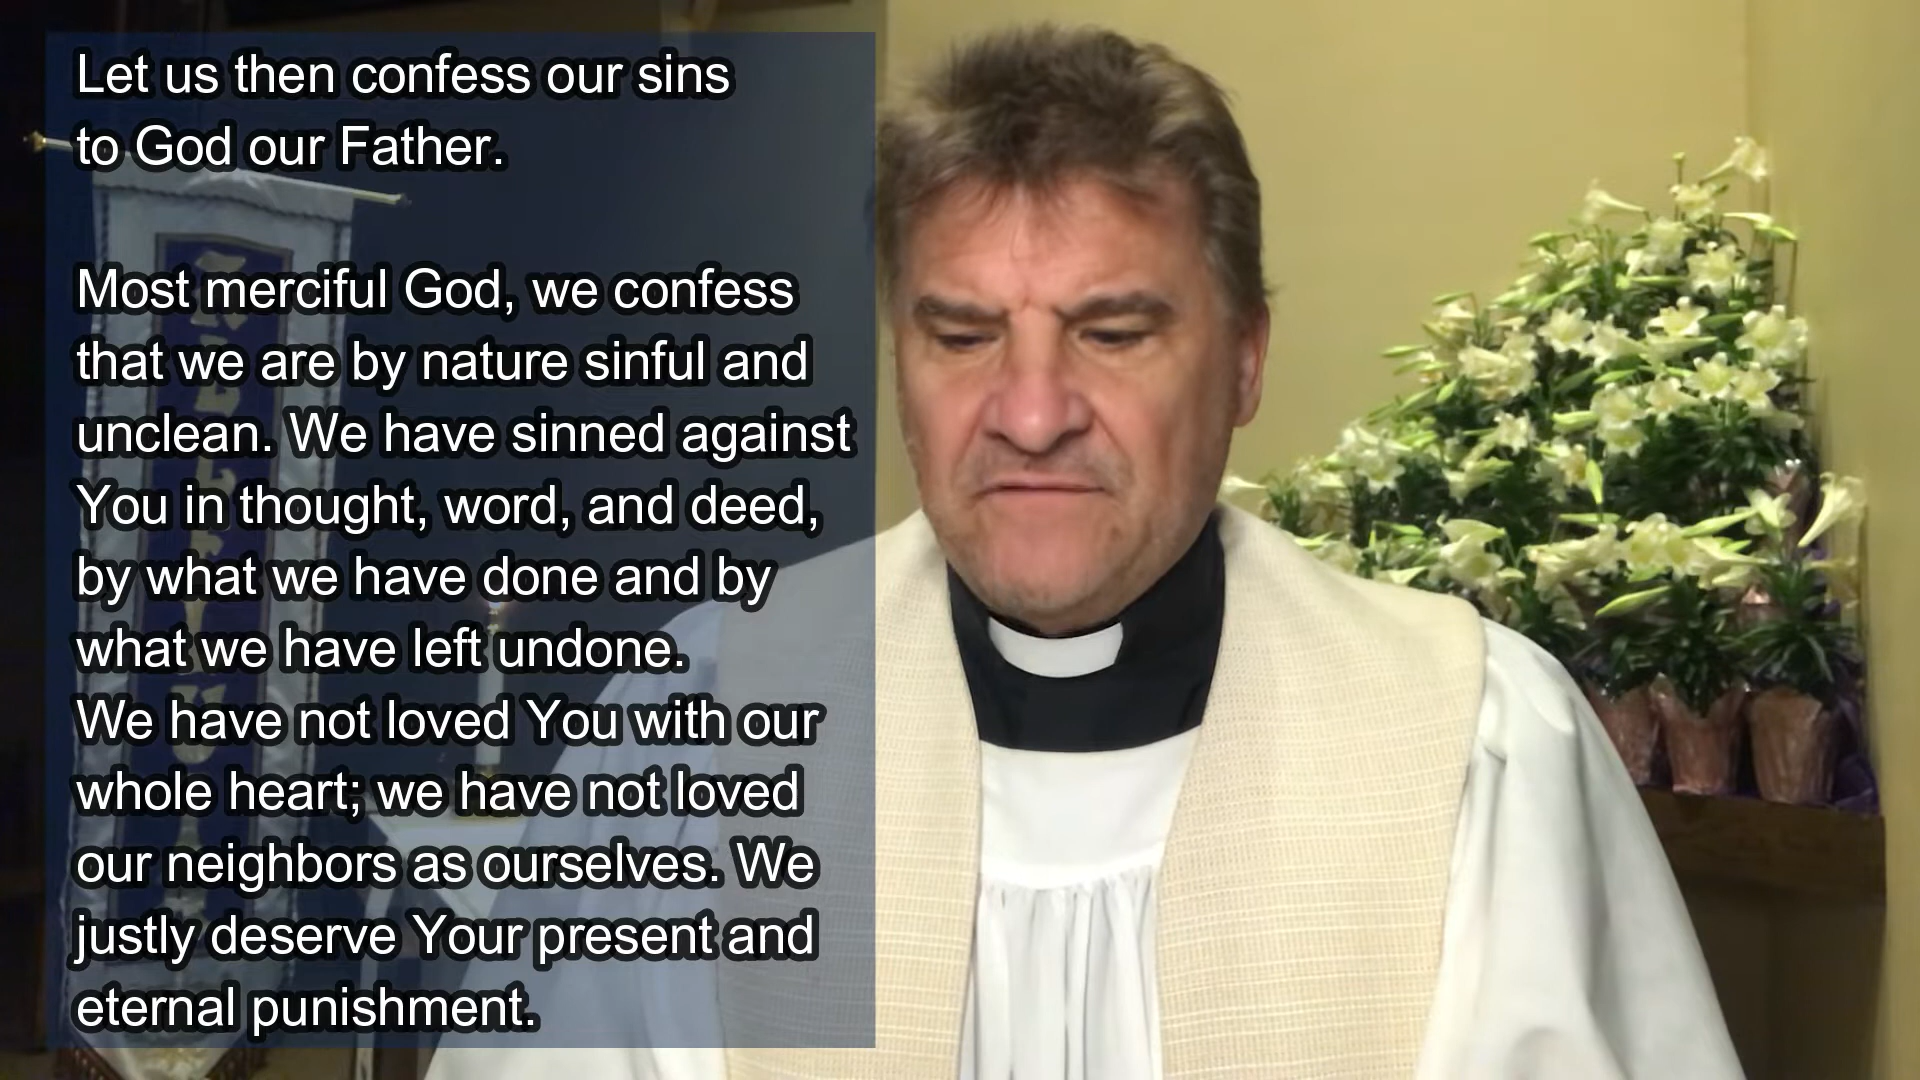 Let us then confess our sins
to God our Father.
Most merciful God, we confess
that we are by nature sinful and
unclean. We have sinned against
You in thought, word, and deed,
by what we have done and by
what we have left undone.
We have not loved You with our
whole heart; we have not loved
our neighbors as ourselves. We
justly deserve Your present and
eternal punishment.